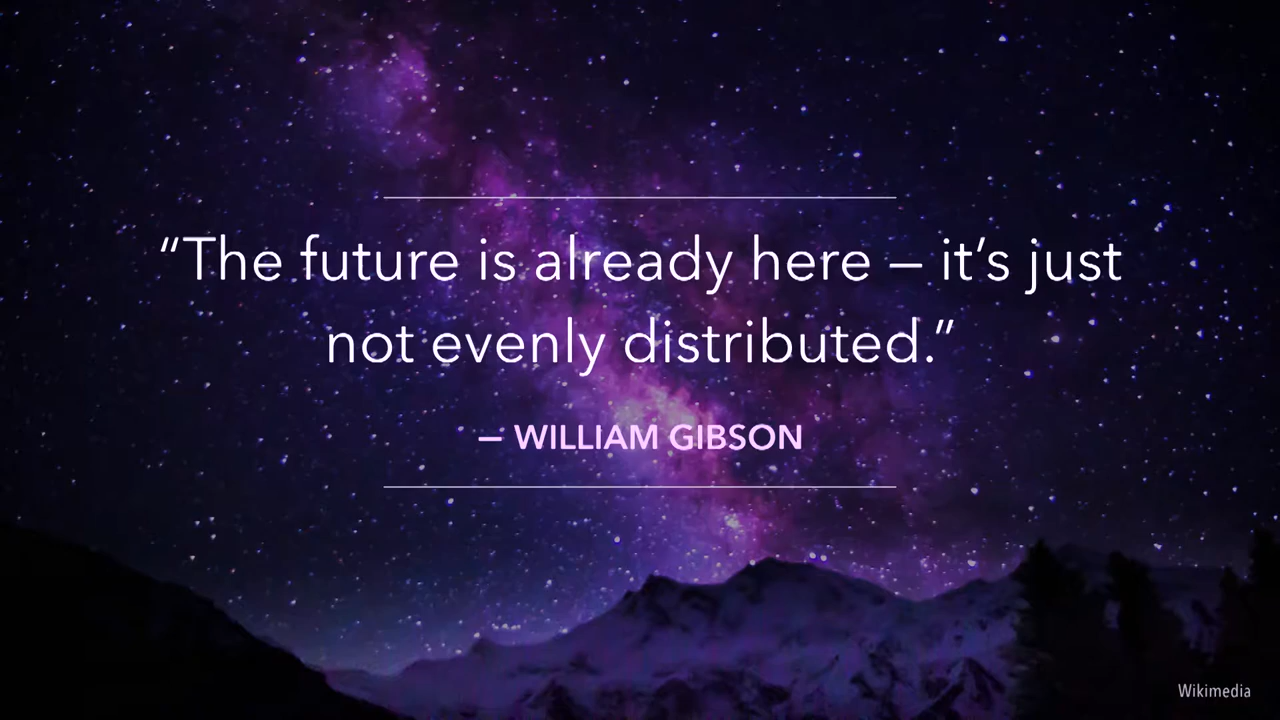 “The future is already here – it’s just
not evenly distributed.”
– WILLIAM GIBSON
Wikimedia